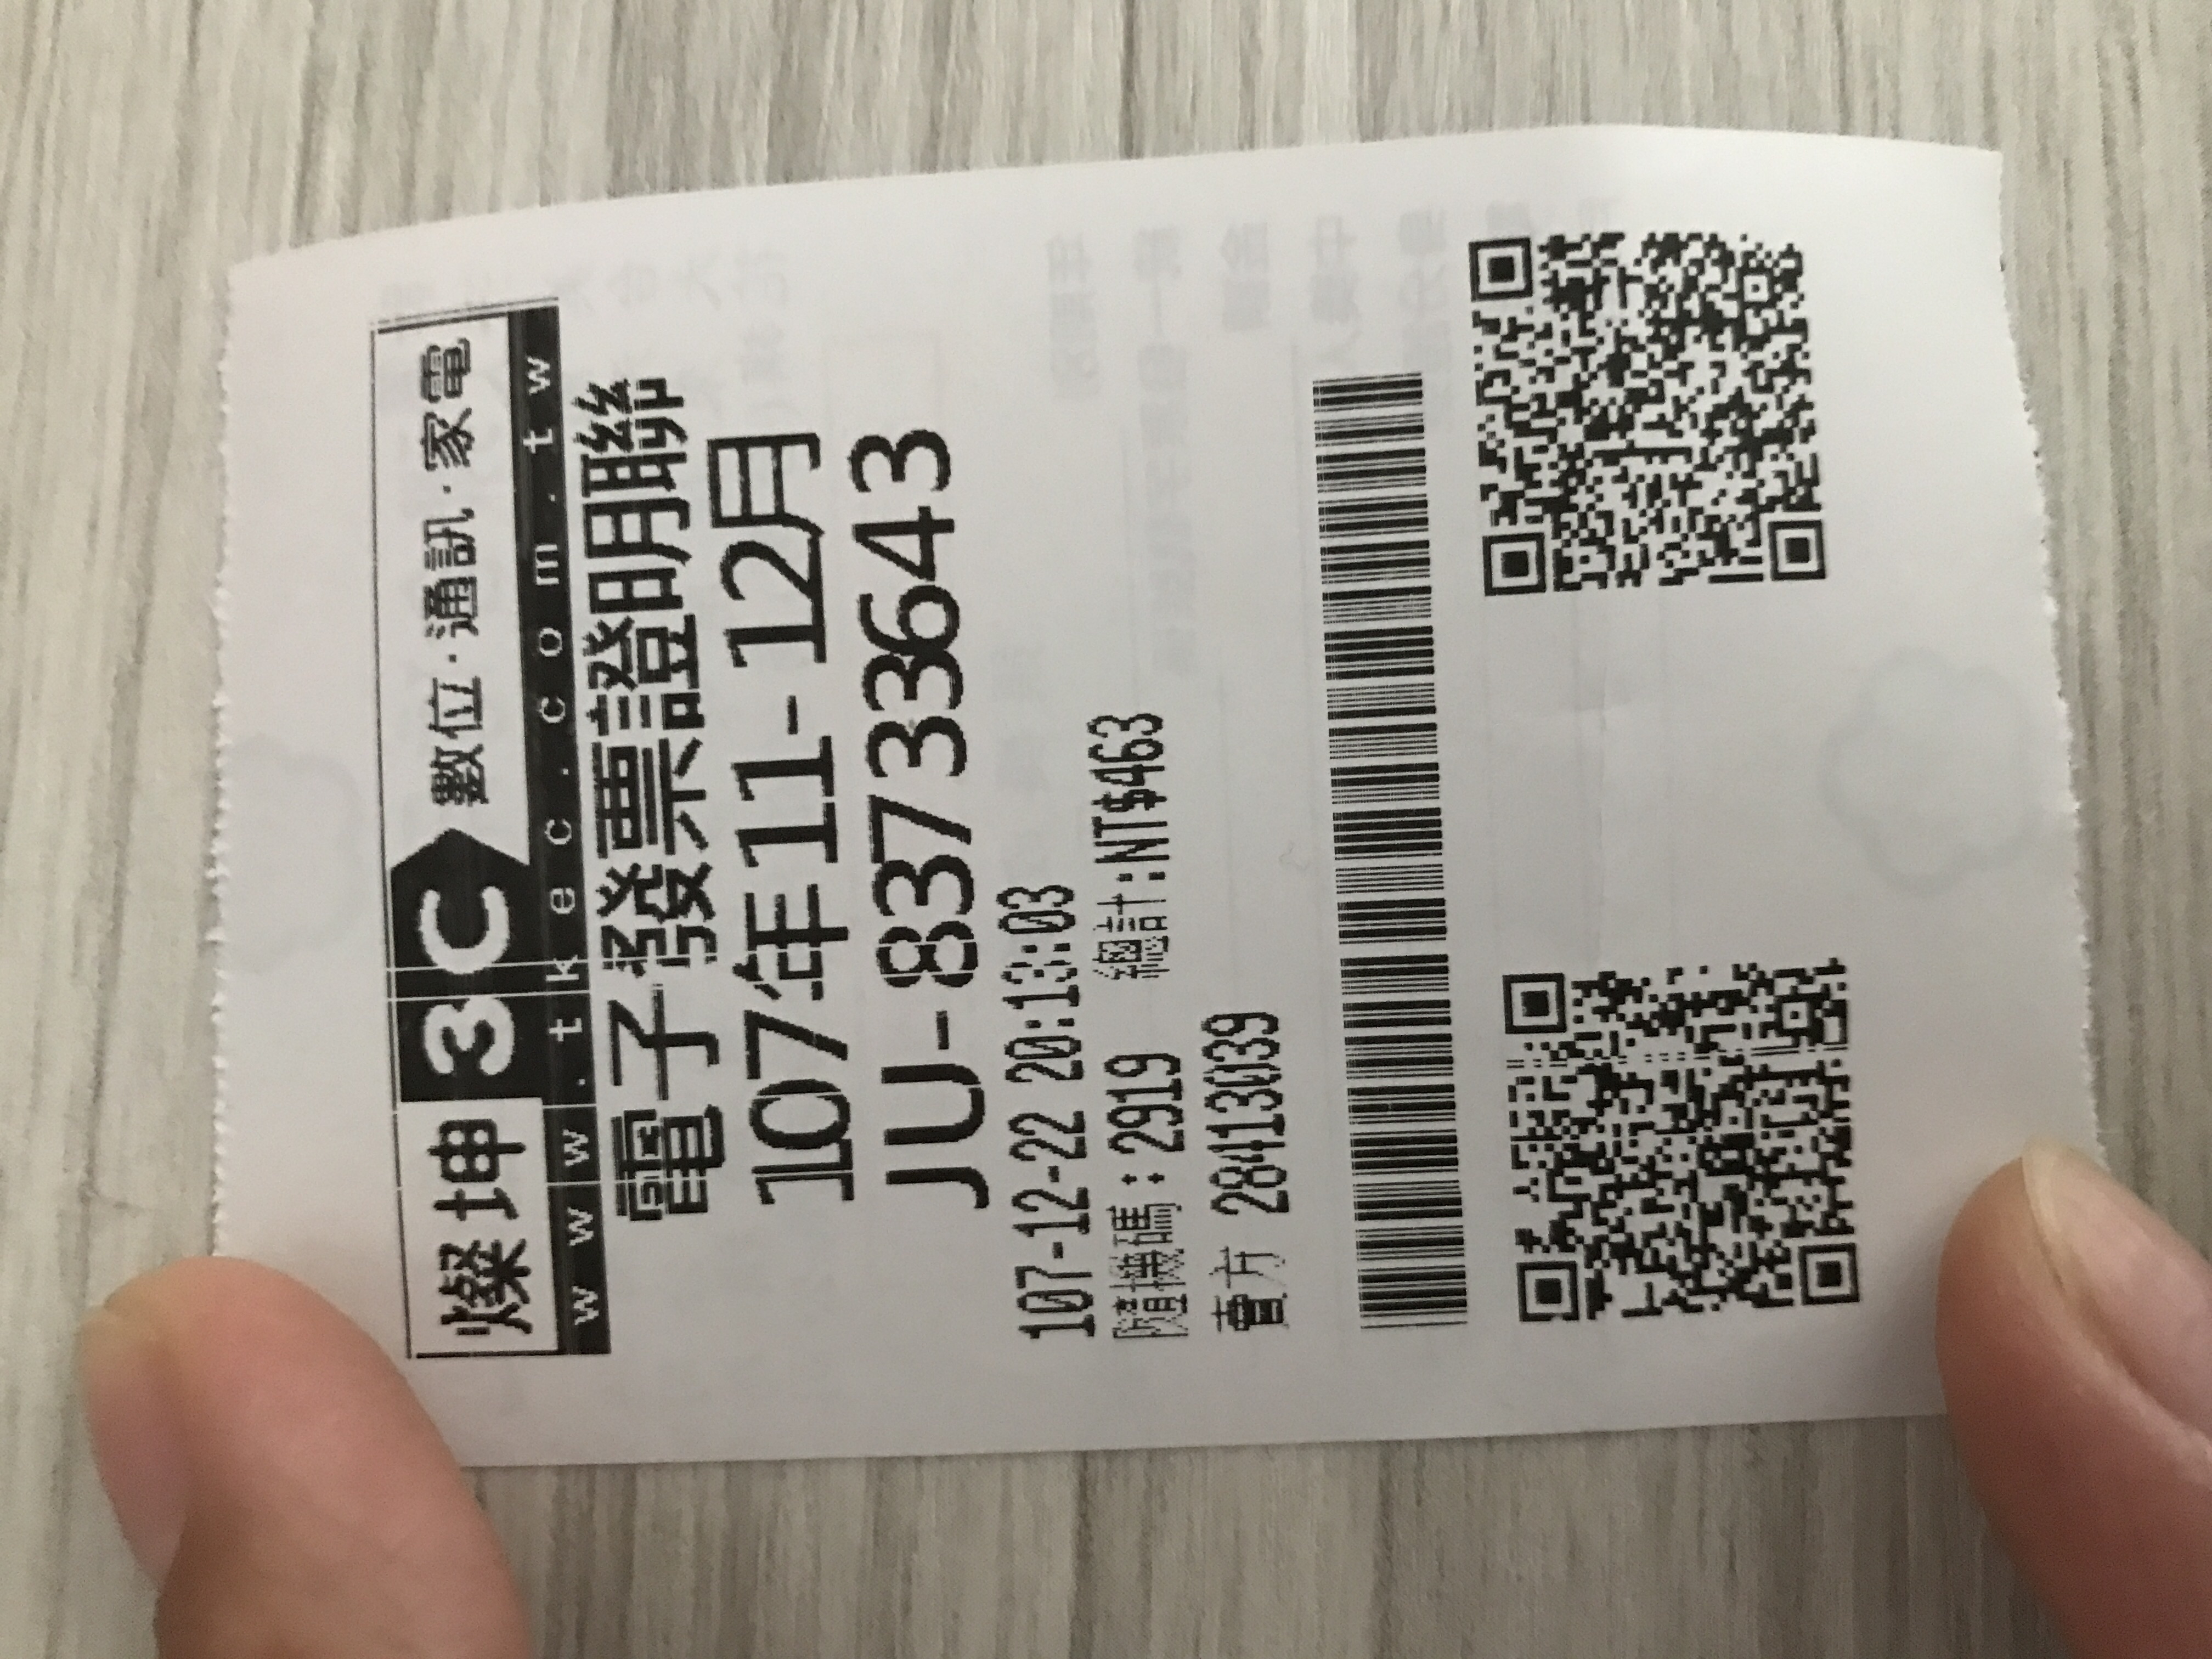 燦坤 3C 數位·通訊·家電
www.tkec.com.tw
電子發票證明聯
107年11-12月
JU-83733643
107-12-22 20:13:03
隨機碼：2919 總計:NT$463
賣方 28413039